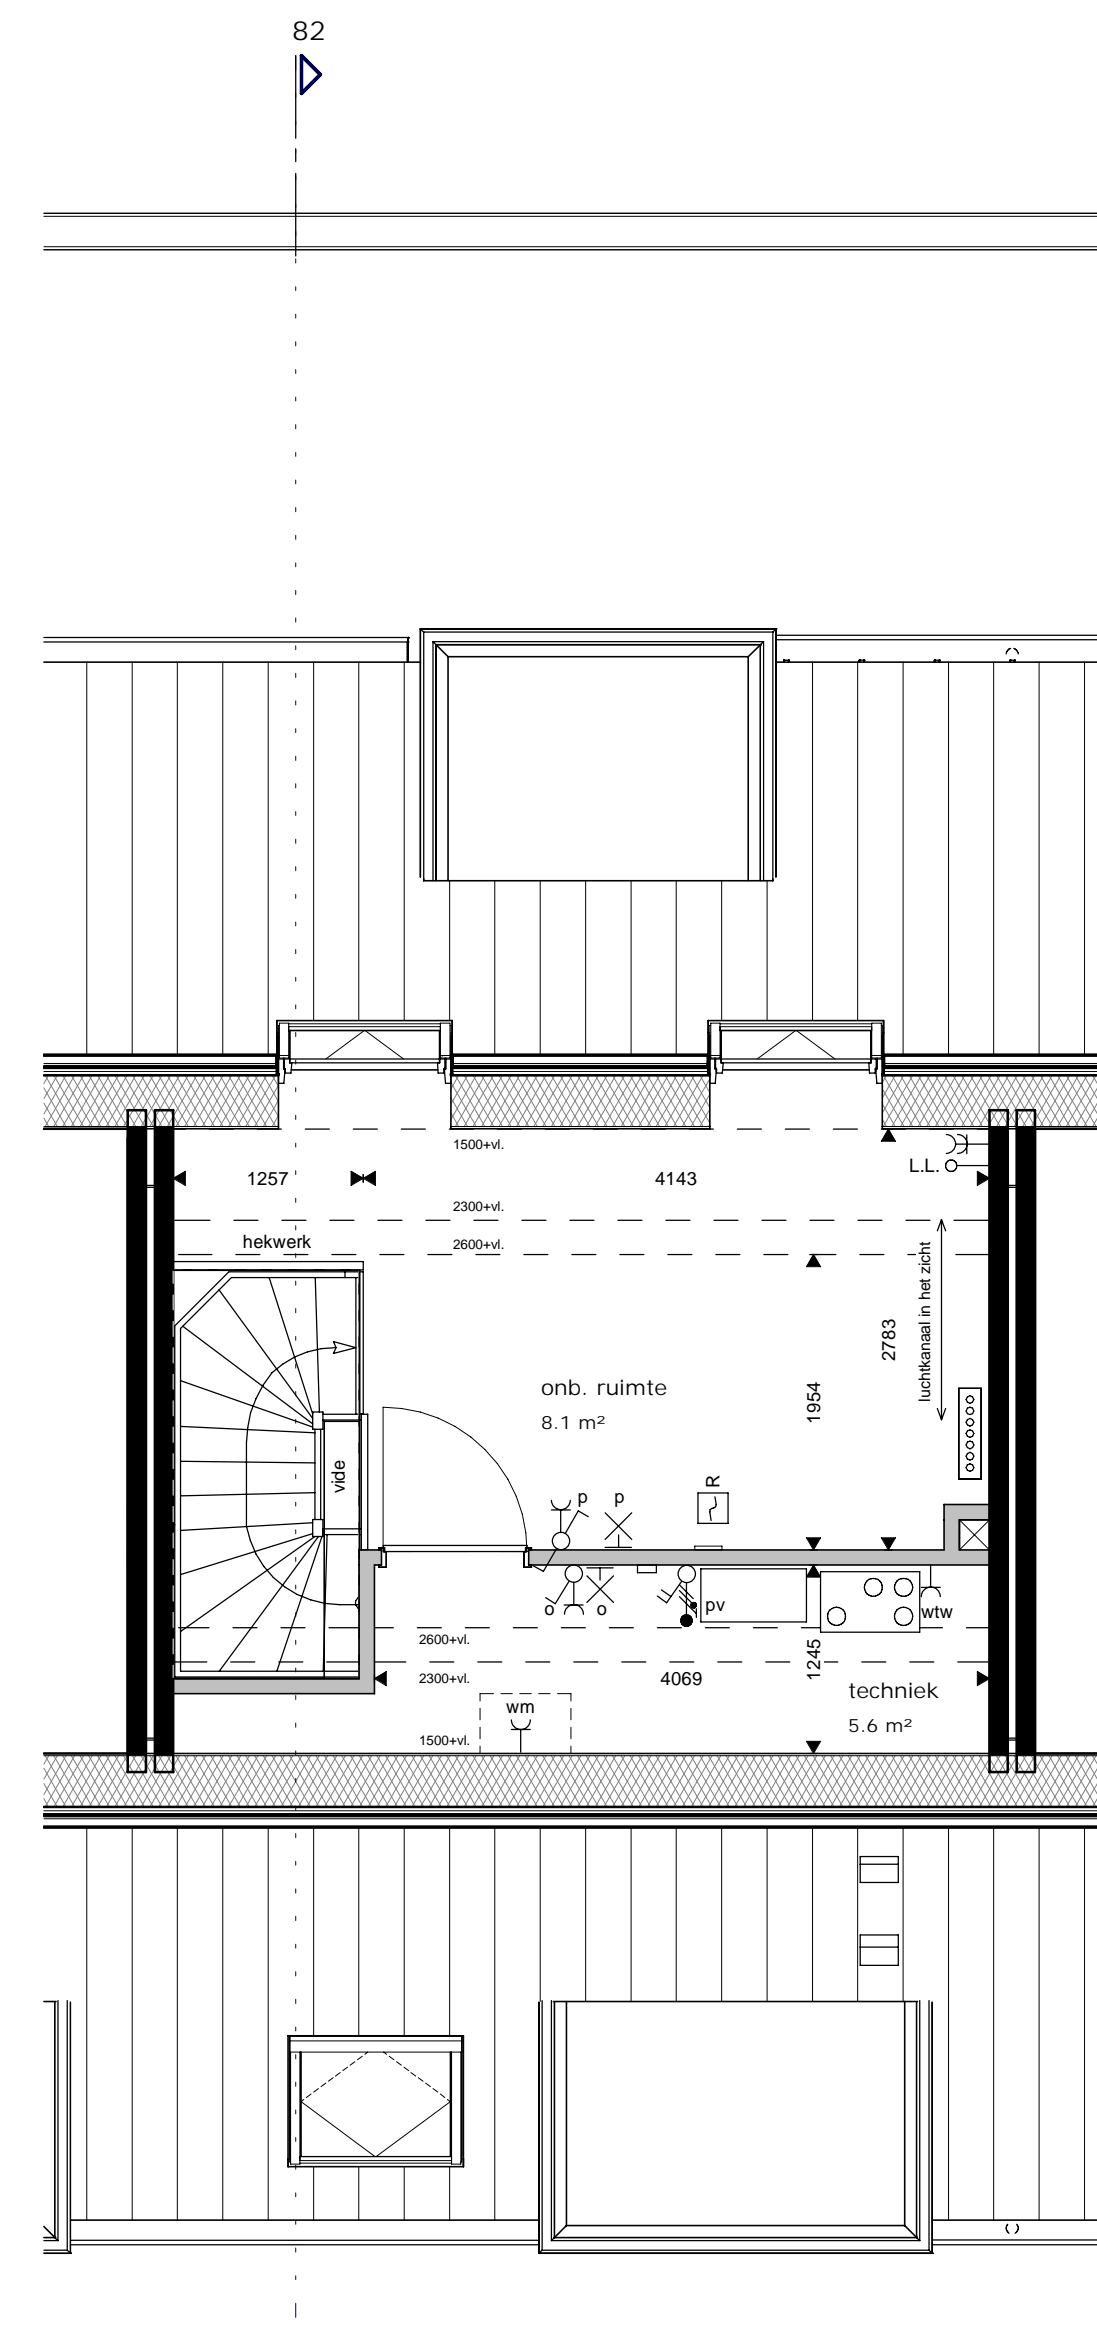 82
1500+vl.
L.L.
1257
4143
2300+vl.
hekwerk
2600+vl.
luchtkanaal in het zicht
2783
onb. ruimte
8.1 m²
1954
vide
R
p
p
o
o
pv
wtw
2600+vl.
1245
2300+vl.
4069
techniek
wm
5.6 m²
1500+vl.